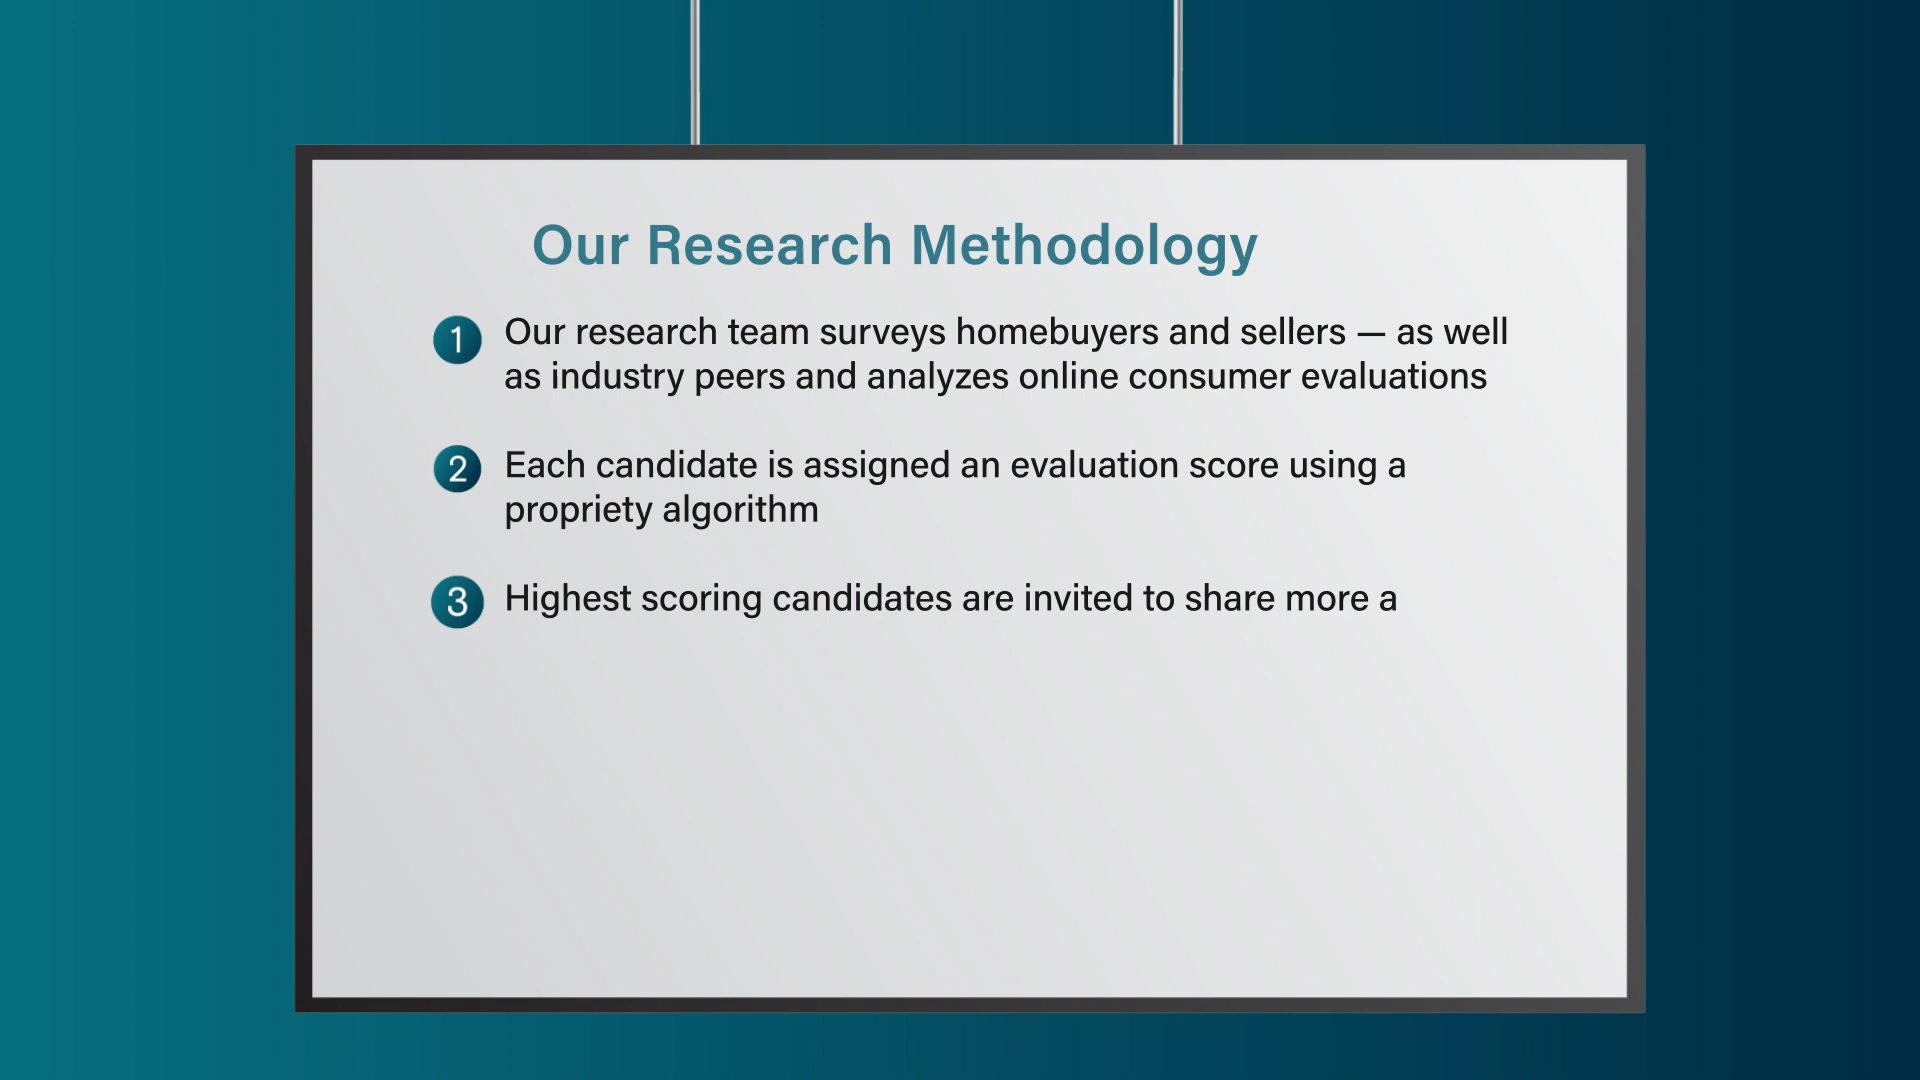 Our Research Methodology
1 Our research team surveys homebuyers and sellers — as well
as industry peers and analyzes online consumer evaluations
2 Each candidate is assigned an evaluation score using a
propriety algorithm
3 Highest scoring candidates are invited to share more a